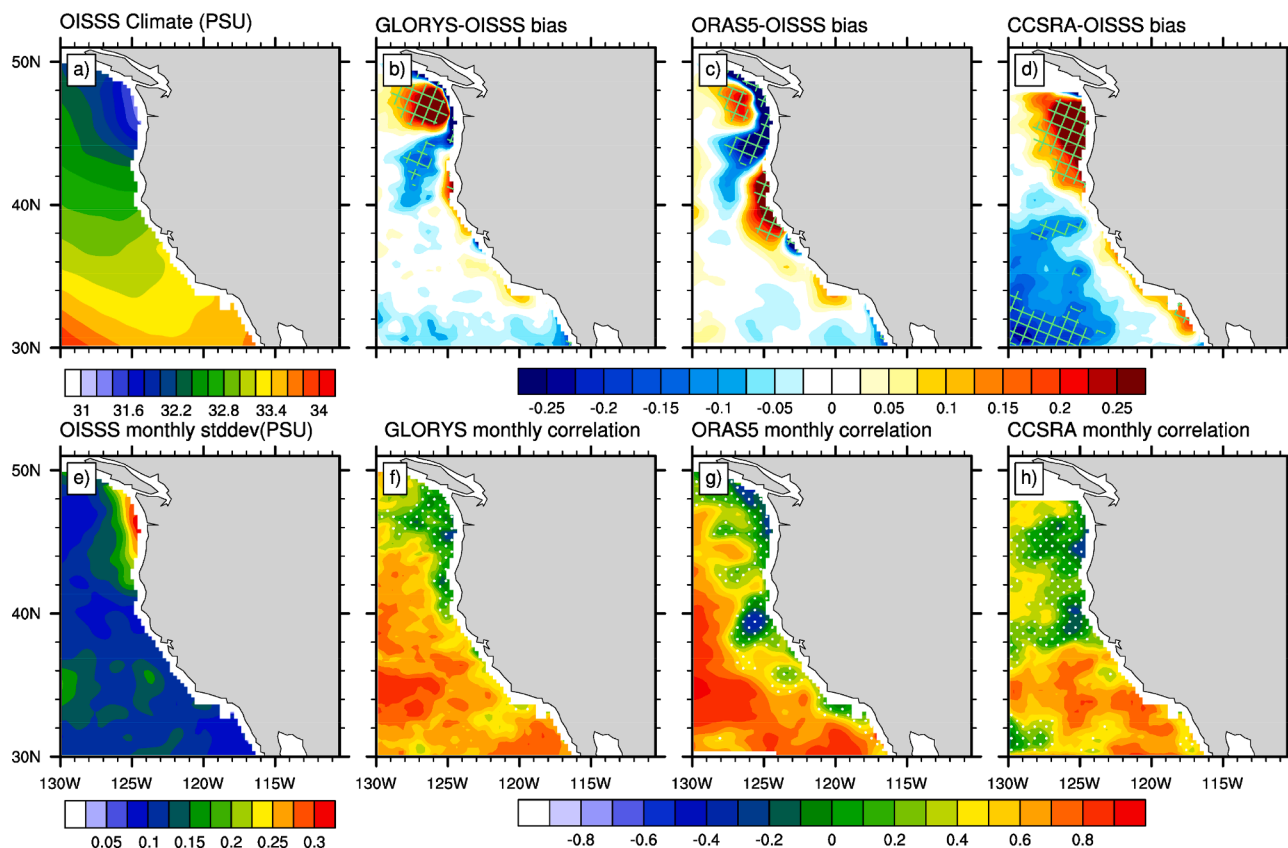 OISSS Climate (PSU) GLORYS-OISSS bias ORAS5-OISSS bias CCSRA-OISSS bias
50N a) b) c) d)
40N
30N
31 31.6 32.2 32.8 33.4 34
-0.25 -0.2 -0.15 -0.1 -0.05 0 0.05 0.1 0.15 0.2 0.25
OISSS monthly stddev(PSU) GLORYS monthly correlation ORAS5 monthly correlation CCSRA monthly correlation
50N e) f) g) h)
40N
30N
130W 125W 120W 115W 130W 125W 120W 115W 130W 125W 120W 115W 130W 125W 120W 115W
0.05 0.1 0.15 0.2 0.25 0.3
-0.8 -0.6 -0.4 -0.2 0 0.2 0.4 0.6 0.8